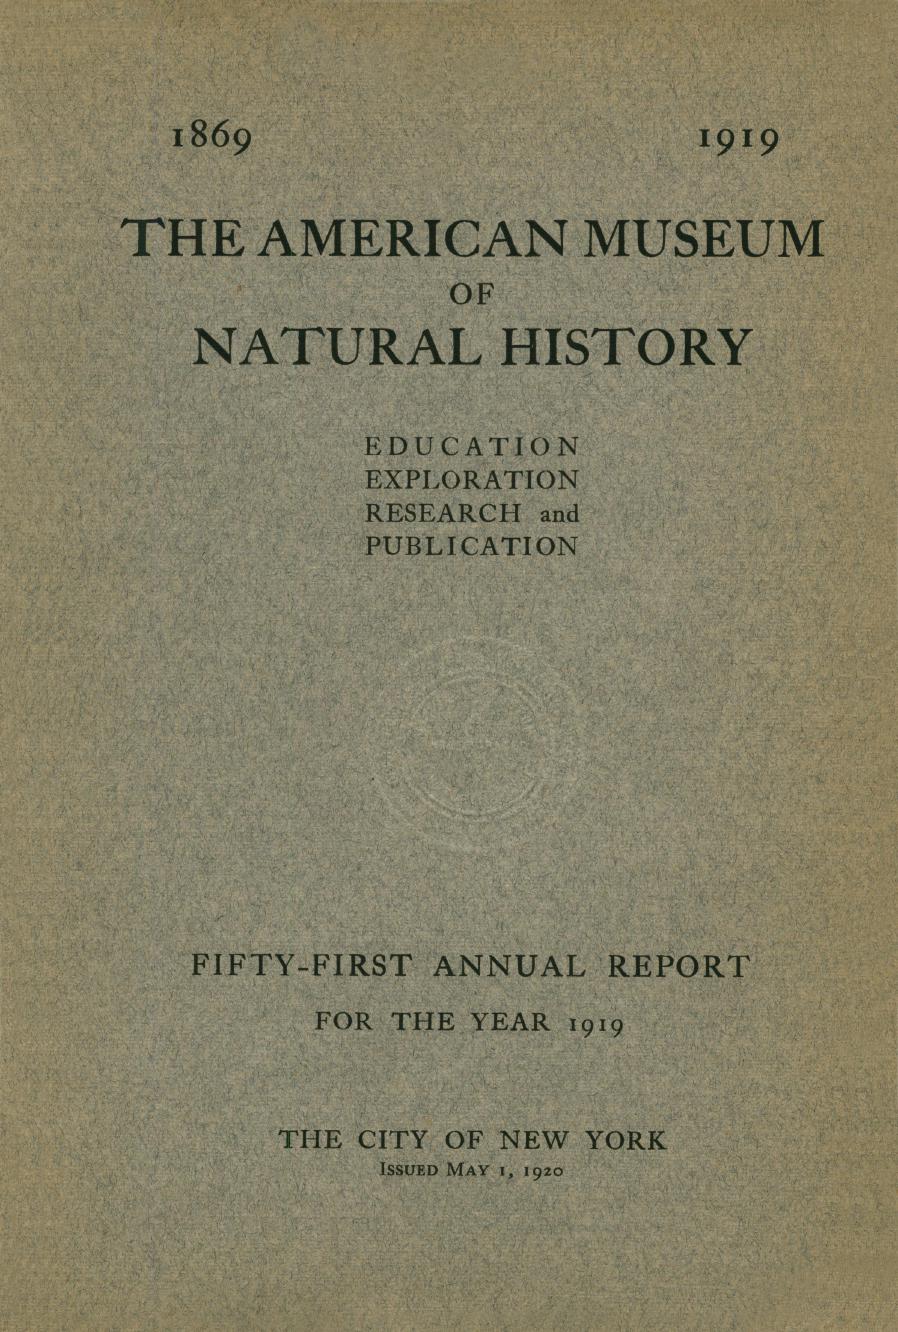 1869 1919
THE AMERICAN MUSEUM
OF
NATURAL HISTORY
EDUCATION
EXPLORATION
RESEARCH and
PUBLICATION
FIFTY-FIRST ANNUAL REPORT
FOR THE YEAR 1919
THE CITY OF NEW YORK
ISSUED MAY 1, 1920